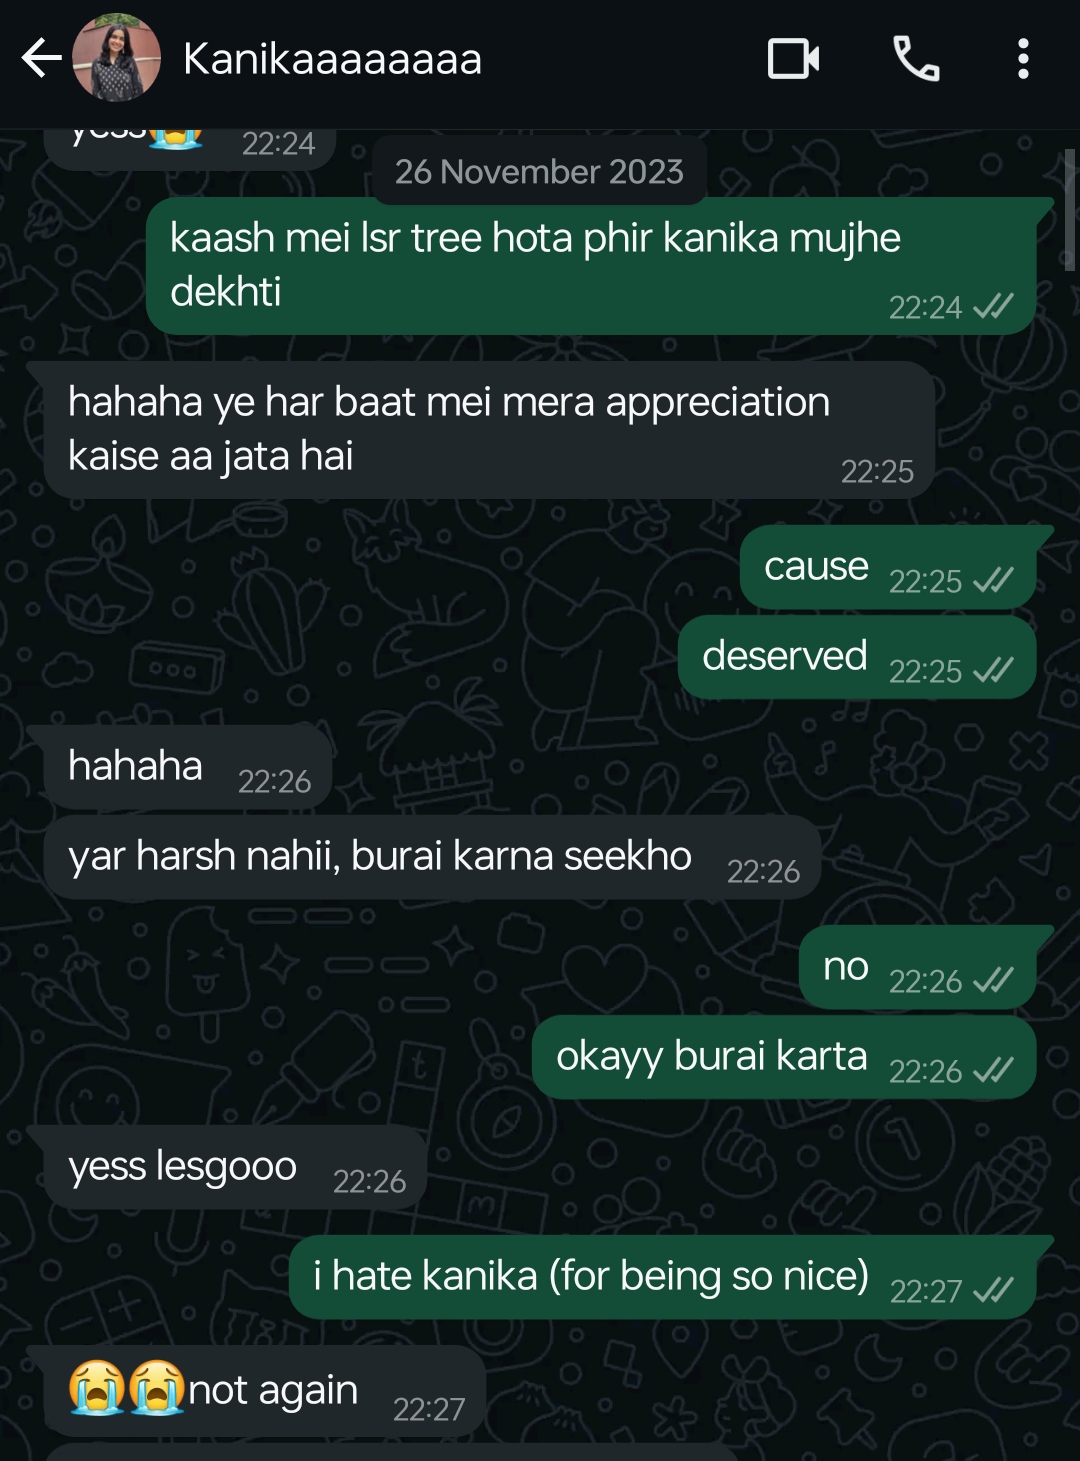 Kanikaaaaaaaa
yess😭 22:24
26 November 2023
kaash mei lsr tree hota phir kanika mujhe
dekhti 22:24
hahaha ye har baat mei mera appreciation
kaise aa jata hai 22:25
cause 22:25
deserved 22:25
hahaha 22:26
yar harsh nahii, burai karna seekho 22:26
no 22:26
okayy burai karta 22:26
yess lesgooo 22:26
i hate kanika (for being so nice) 22:27
😭😭not again 22:27